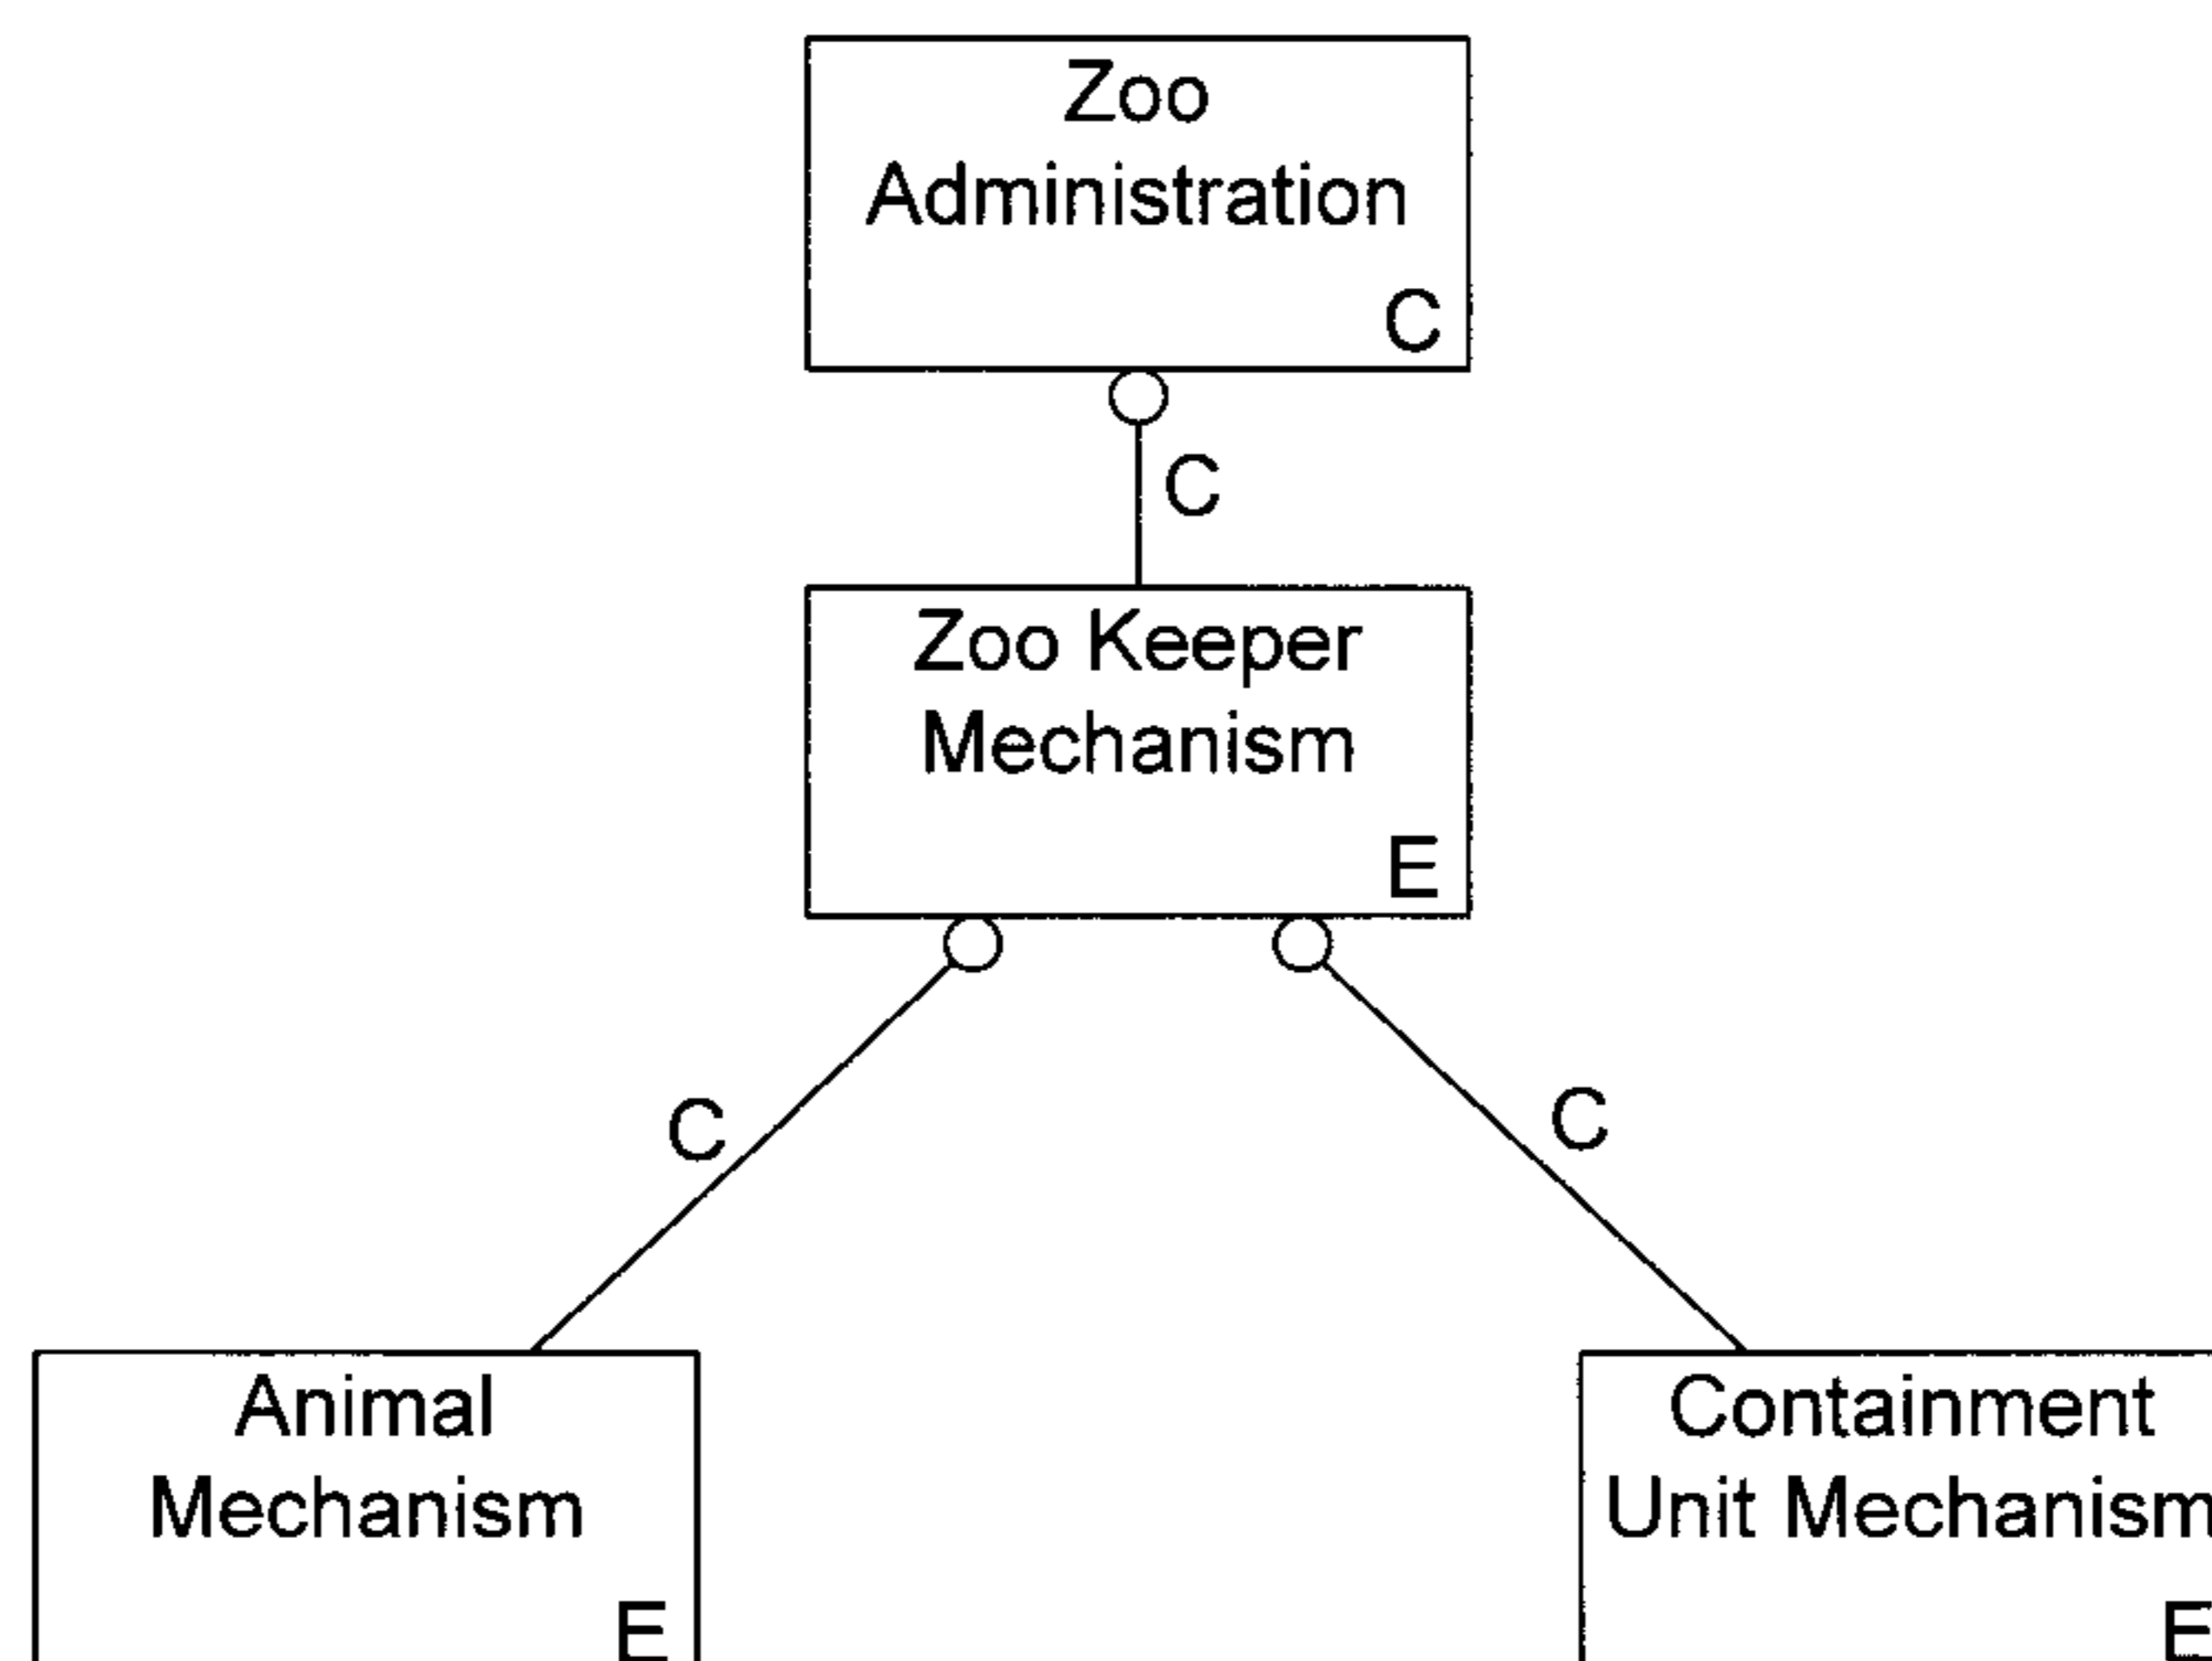 Zoo
Administration
C
C
Zoo Keeper
Mechanism
E
C
C
Animal
Mechanism
E
Containment
Unit Mechanism
E